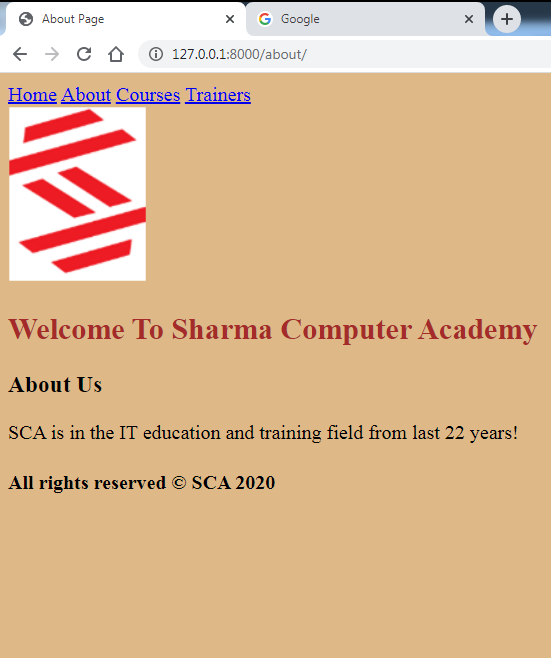 About Page
Google
127.0.0.1:8000/about/
Home About Courses Trainers
Welcome To Sharma Computer Academy
About Us
SCA is in the IT education and training field from last 22 years!
All rights reserved © SCA 2020